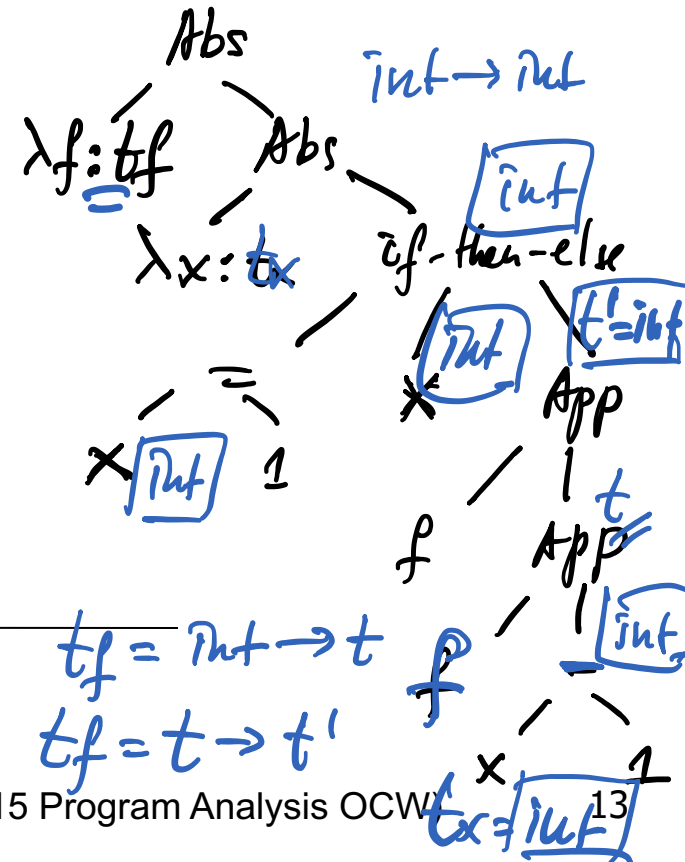 Abs
int → int
λf : tf Abs
int
λx : tx if-then-else
int t' = int
= x App
x int 1
t
f App
int
tf = int → t f -
tf = t → t'
x 1
15 Program Analysis OCW) tx = int 13